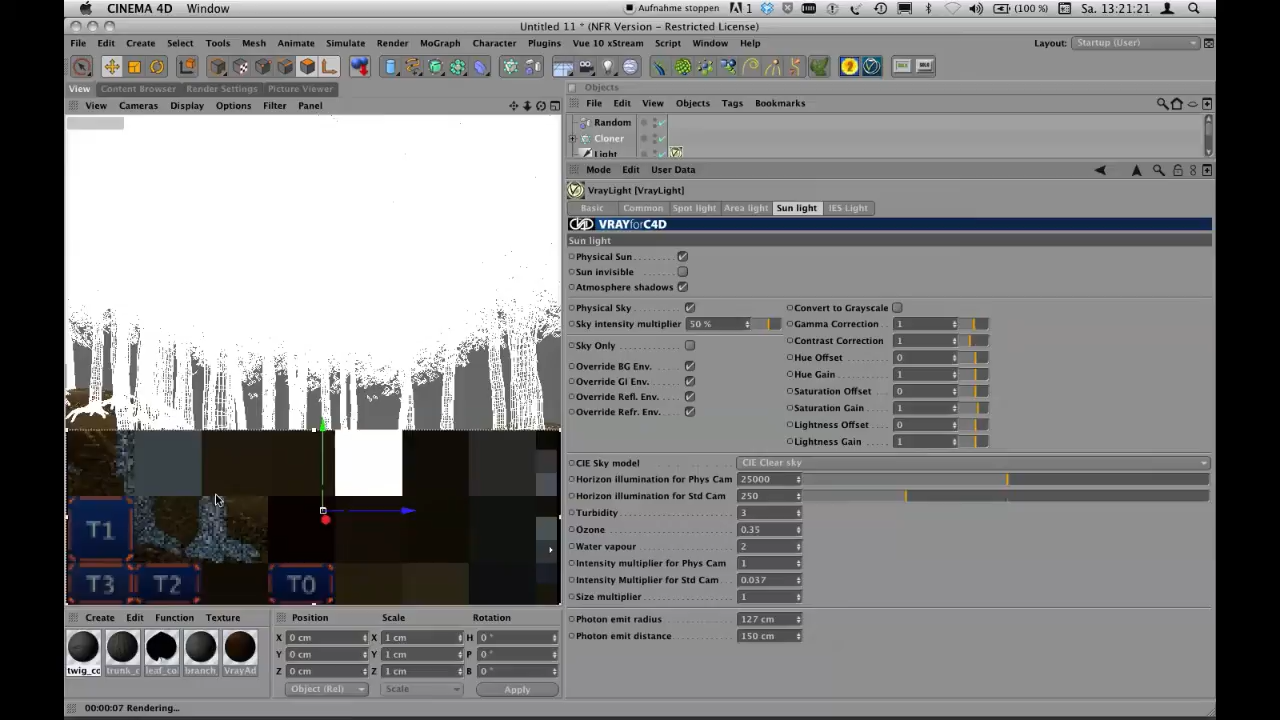 CINEMA 4D Window Aufnahme stoppen 1 (100 %) Sa. 13:21:21
Untitled 11 * (NFR Version - Restricted License)
File Edit Create Select Tools Mesh Animate Simulate Render MoGraph Character Plugins Vue 10 xStream Script Window Help Layout: Startup (User)
View Content Browser Render Settings Picture Viewer
View Cameras Display Options Filter Panel
Objects
File Edit View Objects Tags Bookmarks
Random
Cloner
Light
Mode Edit User Data
VrayLight [VrayLight]
Basic Common Spot light Area light Sun light IES Light
VRAYforC4D
Sun light
Physical Sun
Sun invisible
Atmosphere shadows
Physical Sky Convert to Grayscale
Sky intensity multiplier 50 % Gamma Correction 1
Contrast Correction 1
Sky Only
Hue Offset 0
Override BG Env.
Hue Gain 1
Override GI Env.
Saturation Offset 0
Override Refl. Env.
Saturation Gain 1
Override Refr. Env.
Lightness Offset 0
Lightness Gain 1
CIE Sky model CIE Clear sky
Horizon illumination for Phys Cam 25000
Horizon illumination for Std Cam 250
Turbidity 3
Ozone 0.35
Water vapour 2
Intensity multiplier for Phys Cam 1
Intensity Multiplier for Std Cam 0.037
Size multiplier 1
Photon emit radius 127 cm
Photon emit distance 150 cm
T1
T3 T2 T0
Create Edit Function Texture
twig_co trunk_c leaf_co branch_ VrayAd
Position Scale Rotation
X 0 cm X 1 cm H 0 °
Y 0 cm Y 1 cm P 0 °
Z 0 cm Z 1 cm B 0 °
Object (Rel) Scale Apply
00:00:07 Rendering...